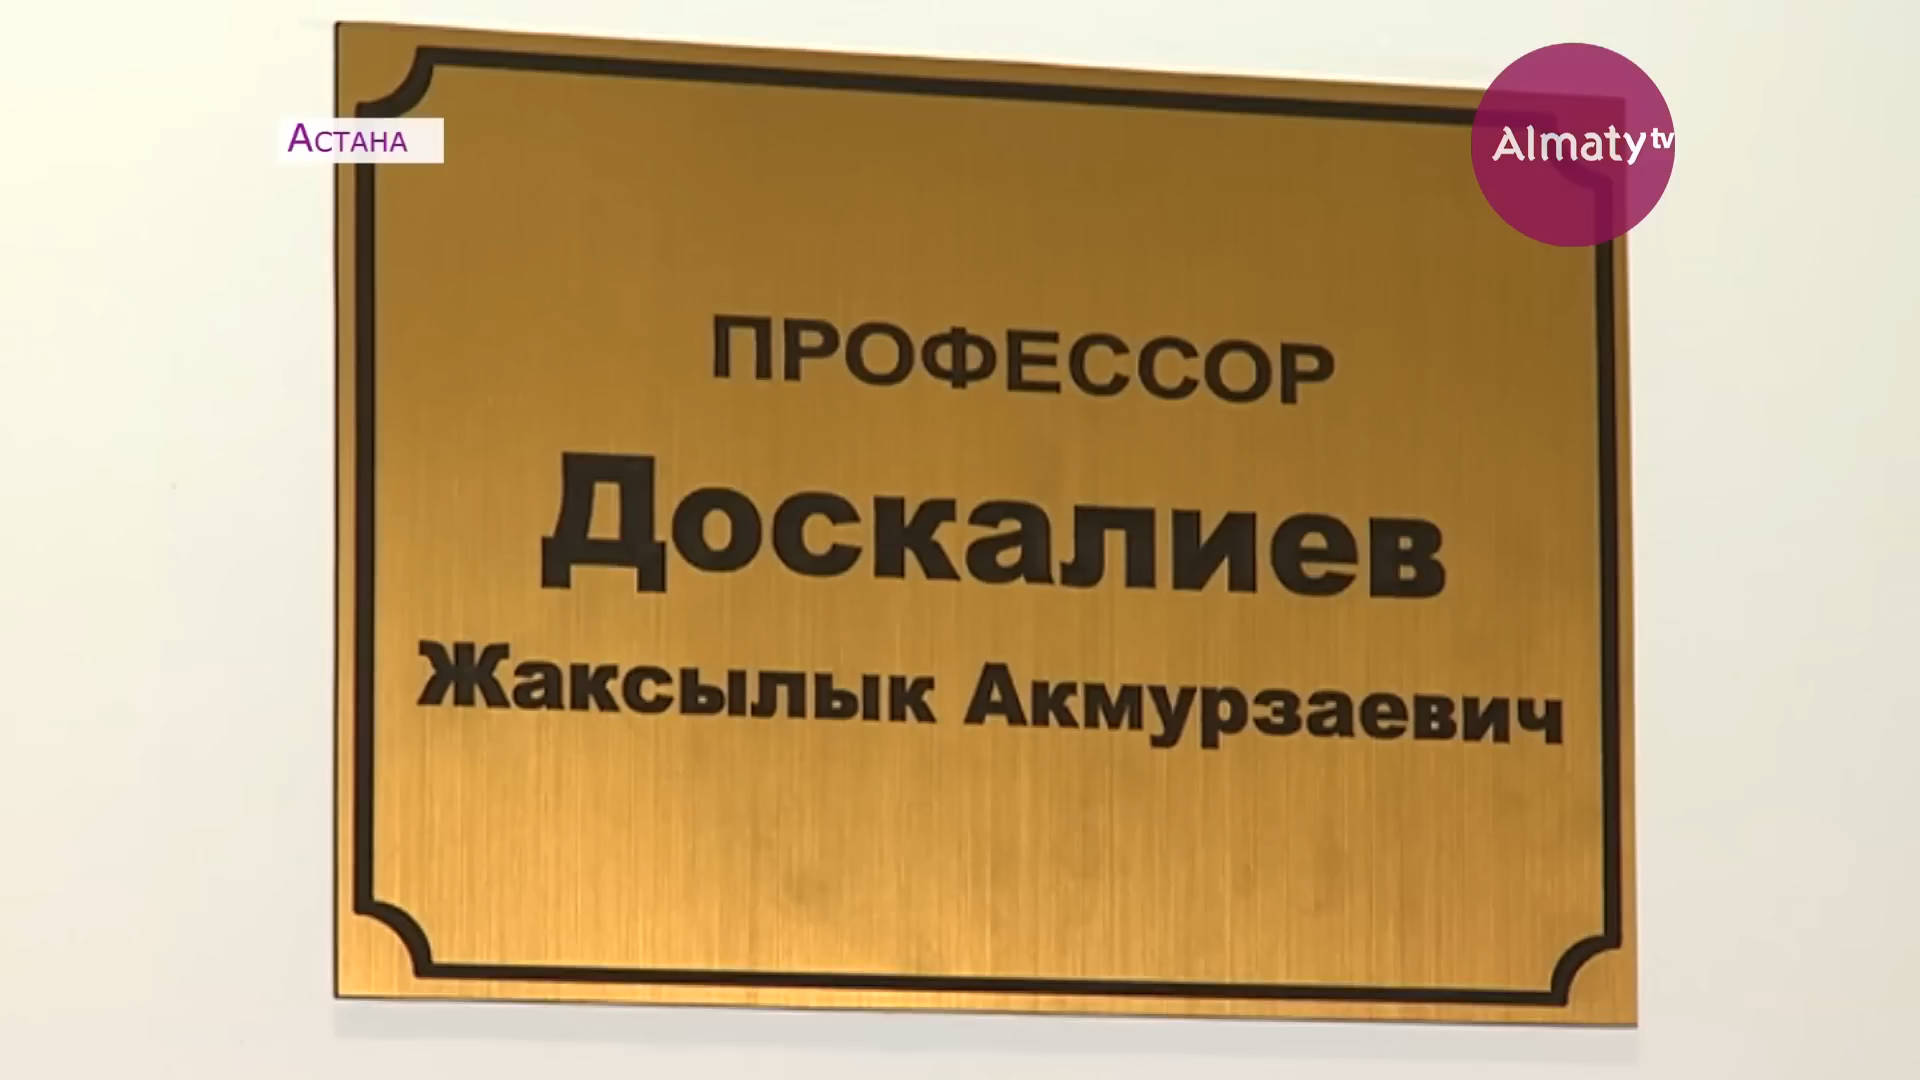 Астана
Almaty tv
ПРОФЕССОР
Доскалиев
Жаксылык Акмурзаевич